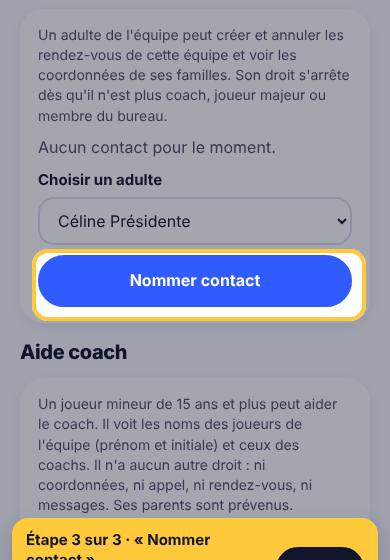 Un adulte de l'équipe peut créer et annuler les
rendez-vous de cette équipe et voir les
coordonnées de ses familles. Son droit s'arrête
dès qu'il n'est plus coach, joueur majeur ou
membre du bureau.
Aucun contact pour le moment.
Choisir un adulte
Céline Présidente
Nommer contact
Aide coach
Un joueur mineur de 15 ans et plus peut aider
le coach. Il voit les noms des joueurs de
l'équipe (prénom et initiale) et ceux des
coachs. Il n'a aucun autre droit : ni
coordonnées, ni appel, ni rendez-vous, ni
messages. Ses parents sont prévenus.
Étape 3 sur 3 · « Nommer
contact »